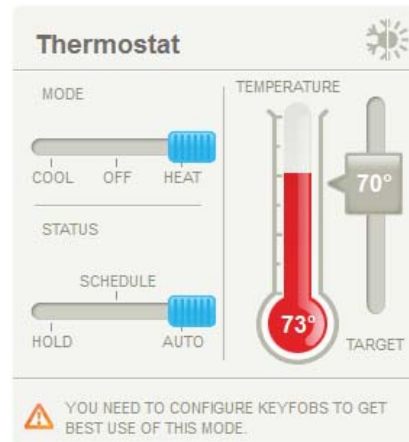 Thermostat
MODE
COOL OFF HEAT
STATUS
SCHEDULE
HOLD AUTO
TEMPERATURE
70°
73°
TARGET
YOU NEED TO CONFIGURE KEYFOBS TO GET
BEST USE OF THIS MODE.